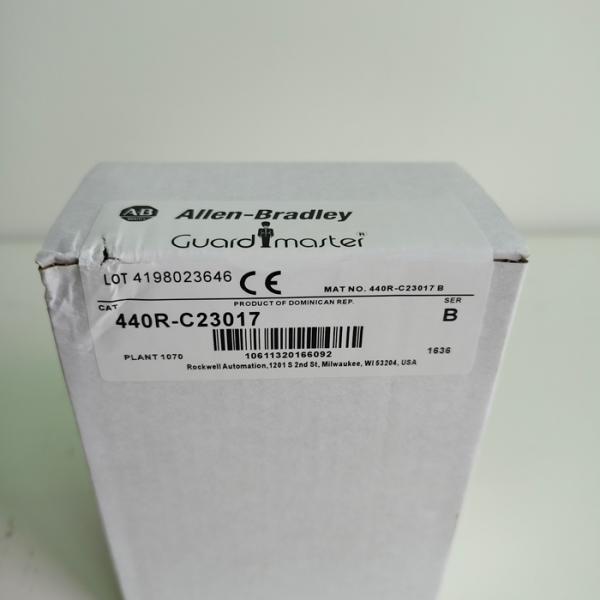 AB Allen-Bradley
Guardmaster®
LOT 4198023646 CE MAT NO. 440R-C23017 B
CAT PRODUCT OF DOMINICAN REP. SER
440R-C23017 B
PLANT 1070 10611320166092 1636
Rockwell Automation,1201 S 2nd St, Milwaukee, WI 53204, USA